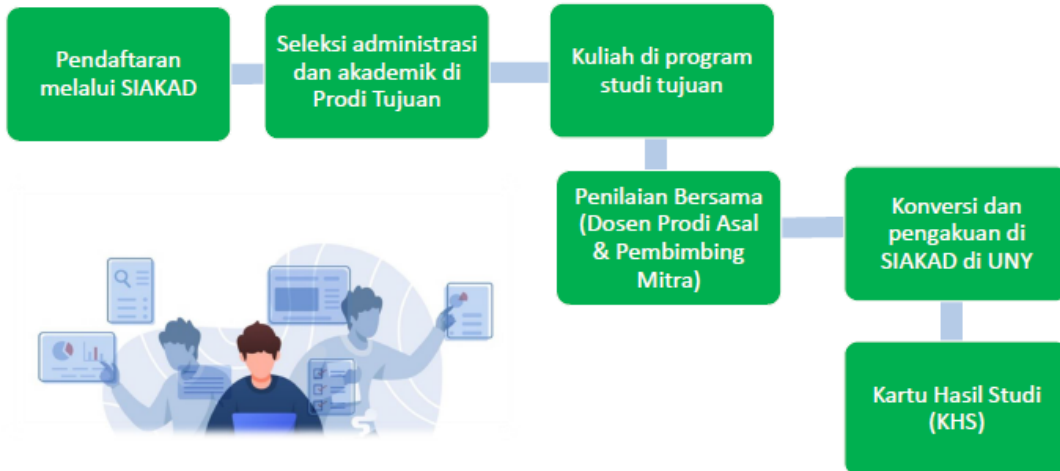 Pendaftaran
melalui SIAKAD
Seleksi administrasi
dan akademik di
Prodi Tujuan
Kuliah di program
studi tujuan
Penilaian Bersama
(Dosen Prodi Asal
& Pembimbing
Mitra)
Konversi dan
pengakuan di
SIAKAD di UNY
Kartu Hasil Studi
(KHS)